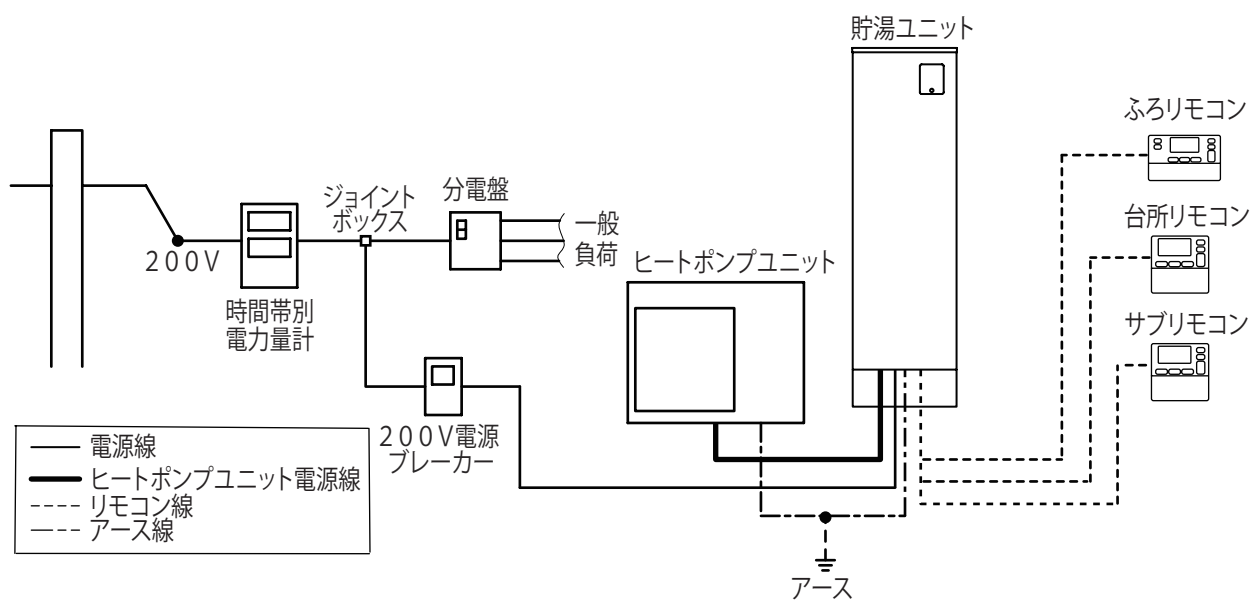 貯湯ユニット
ふろリモコン
ジョイント
ボックス
分電盤
一般
負荷
台所リモコン
200V
ヒートポンプユニット
時間帯別
電力量計
サブリモコン
200V電源
ブレーカー
電源線
ヒートポンプユニット電源線
リモコン線
アース線
アース